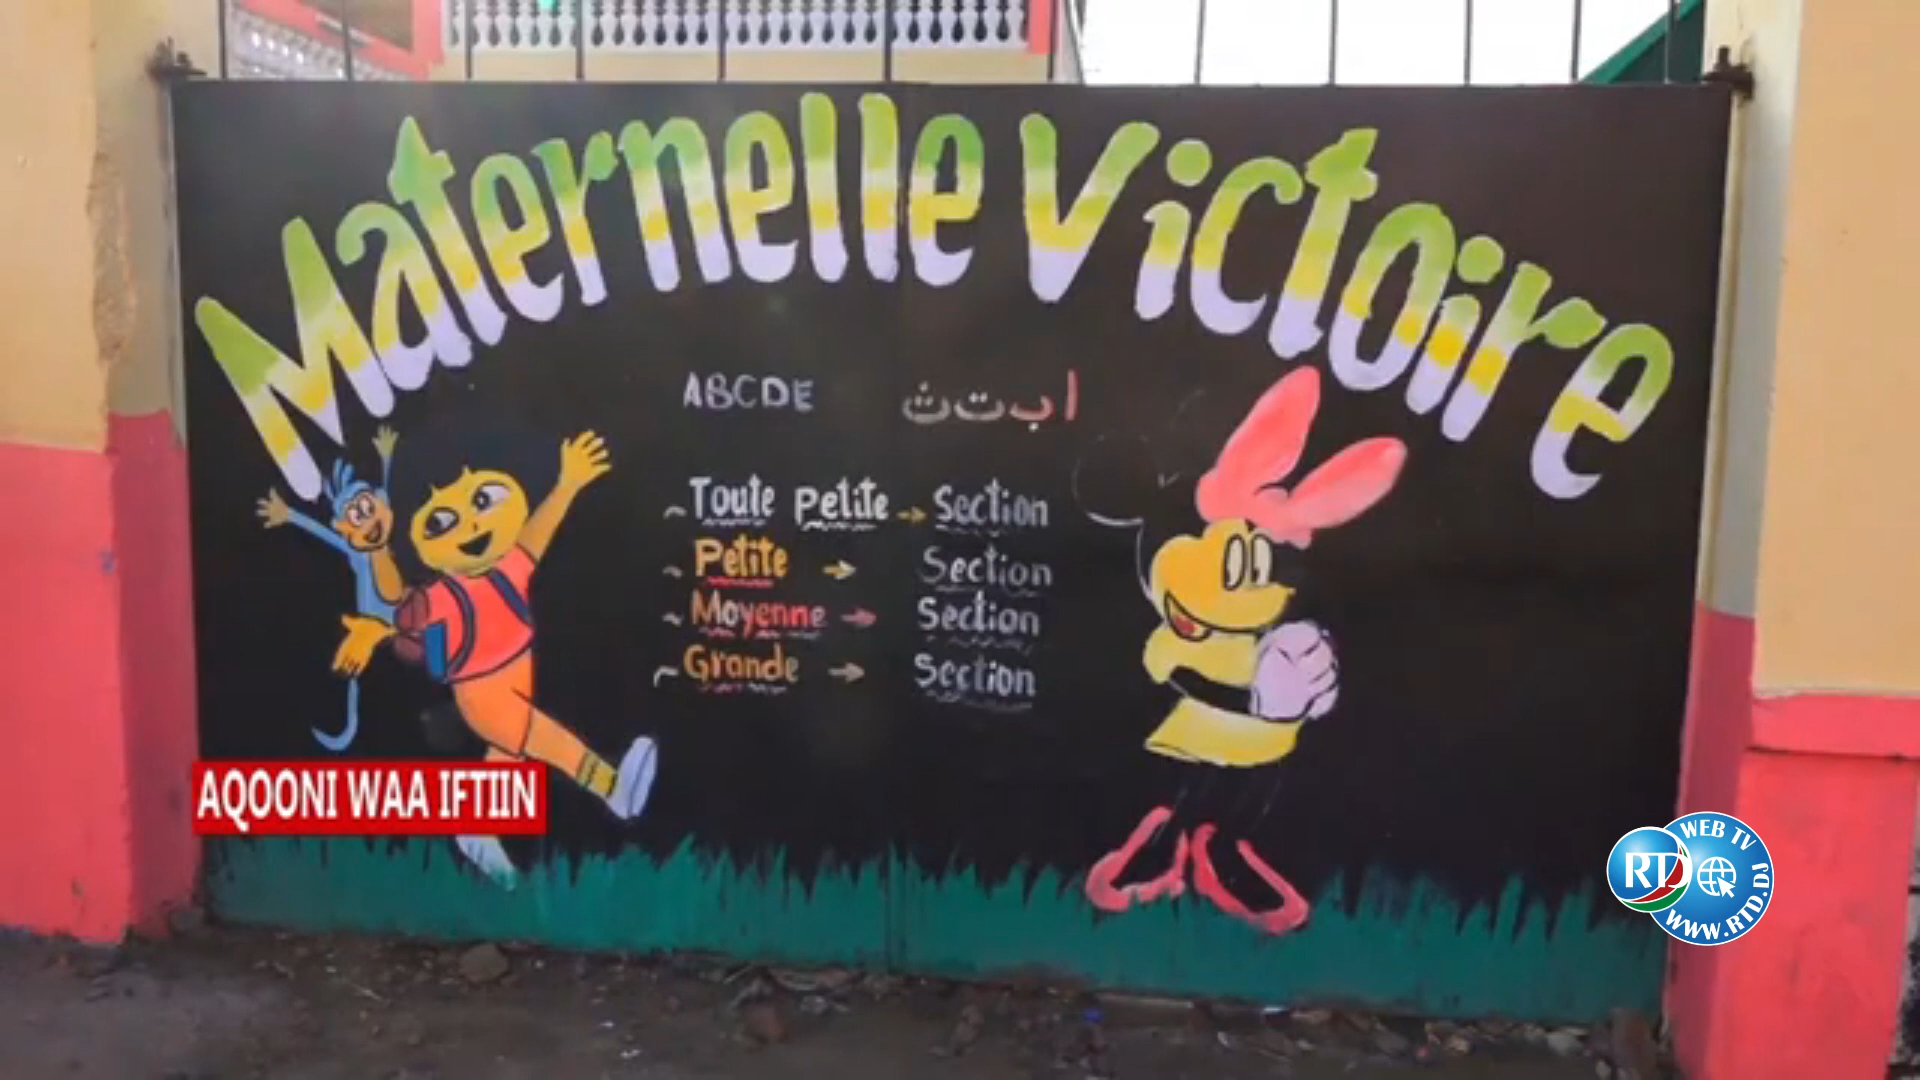 Maternelle Victoire
ABCDE
ا ب ت ث
~ Toute Petite → Section
~ Petite → Section
~ Moyenne → Section
~ Grande → Section
AQOONI WAA IFTIIN
WEB TV
RTD
WWW.RTD.DJ